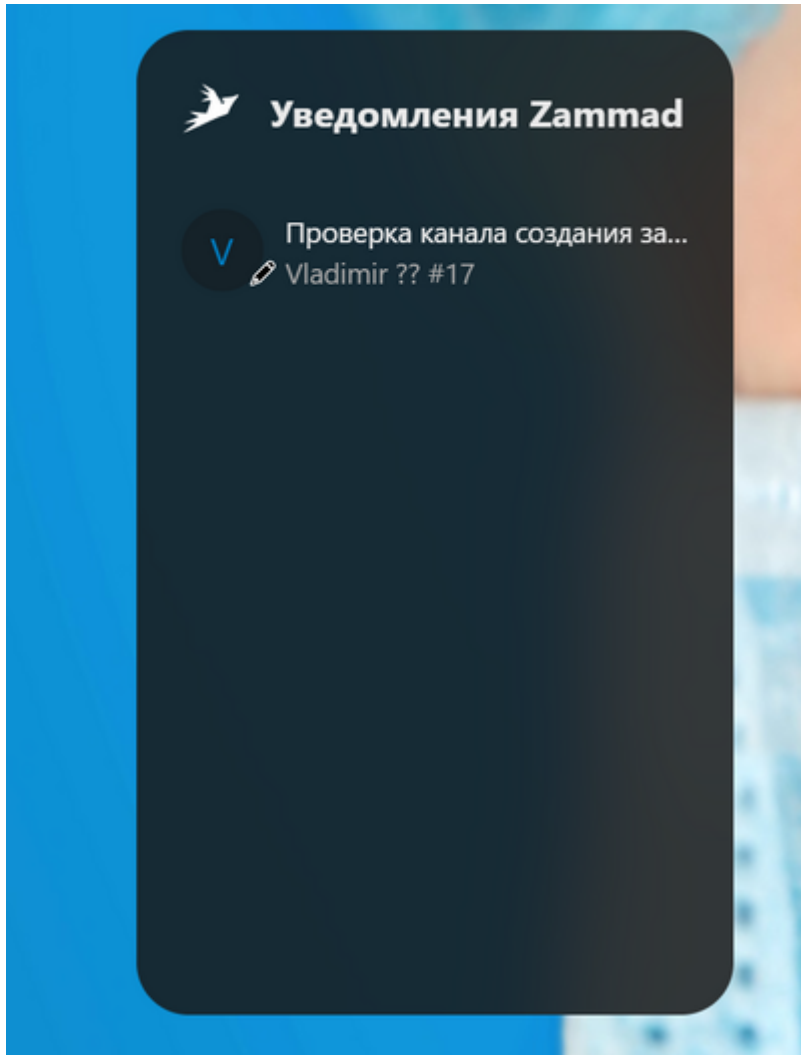 Уведомления Zammad
V
Проверка канала создания за...
Vladimir ?? #17